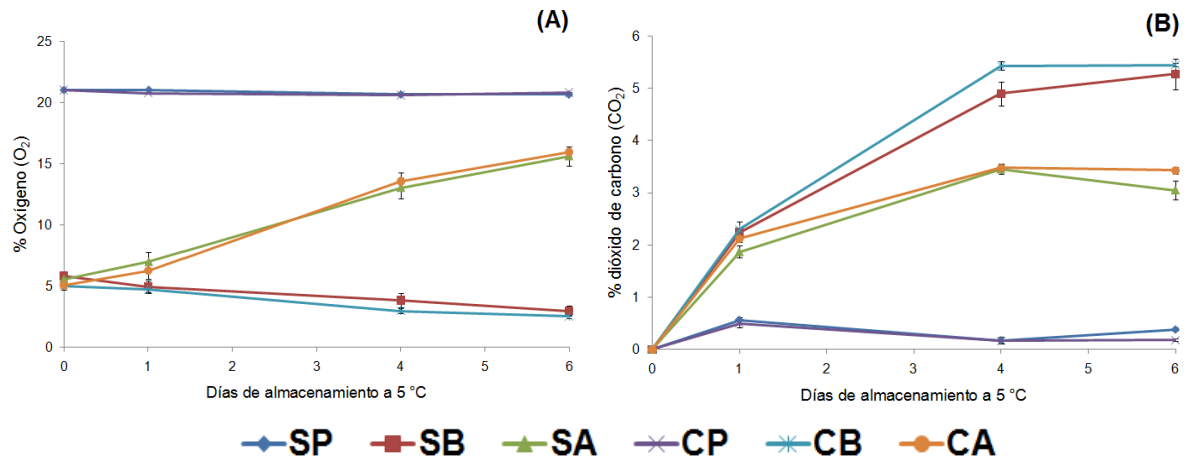 (A)
25
20
15
10
5
0
% Oxígeno (O2)
0 1 2 3 4 5 6
Días de almacenamiento a 5 °C
(B)
6
5
4
3
2
1
0
% dióxido de carbono (CO2)
0 1 2 3 4 5 6
Días de almacenamiento a 5 °C
SP SB SA CP CB CA